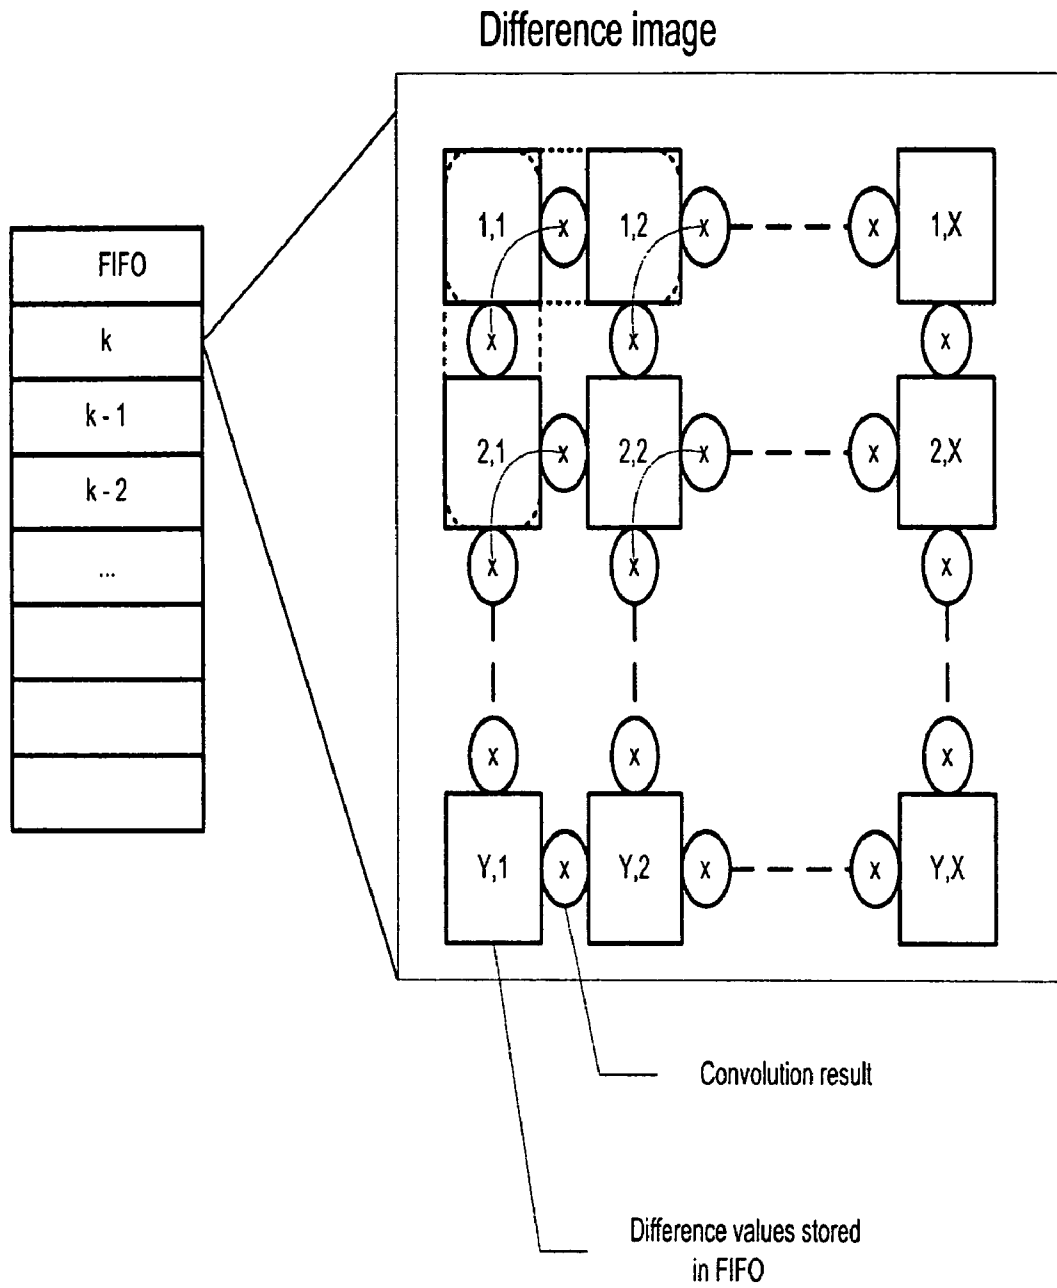 Difference image
FIFO
k
k - 1
k - 2
...
1,1 x 1,2 x x 1,X
x x x
2,1 x 2,2 x x 2,X
x x x
x x x
Y,1 x Y,2 x x Y,X
Convolution result
Difference values stored
in FIFO